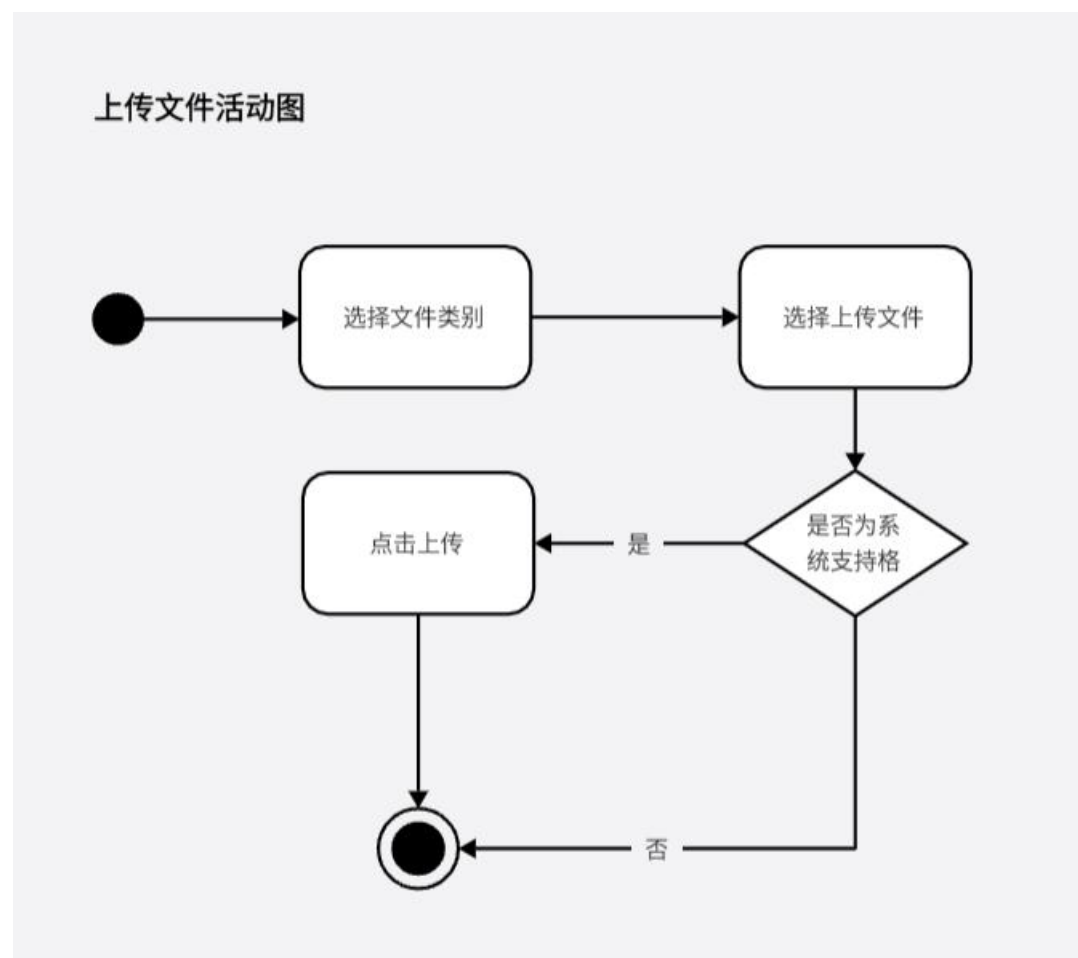 上传文件活动图
选择文件类别
选择上传文件
点击上传
是
是否为系
统支持格
否